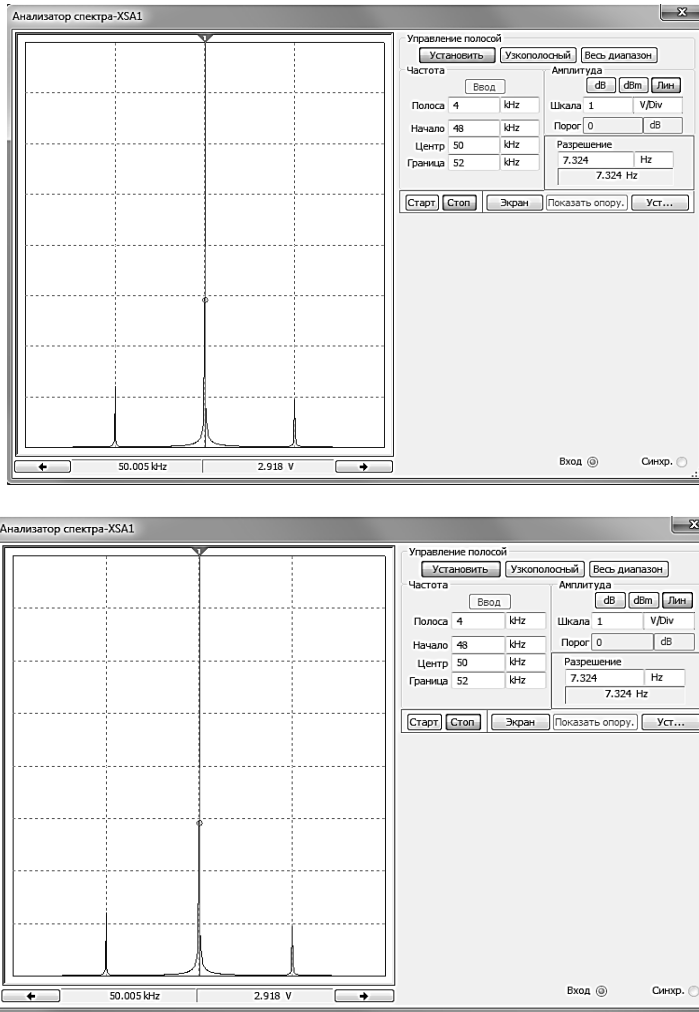 Анализатор спектра-XSA1
Управление полосой
Установить Узкополосный Весь диапазон
Частота
Ввод
Полоса 4 kHz
Начало 48 kHz
Центр 50 kHz
Граница 52 kHz
Амплитуда
dB dBm Лин
Шкала 1 V/Div
Порог 0 dB
Разрешение
7.324 Hz
7.324 Hz
Старт Стоп Экран Показать опору. Уст...
50.005 kHz 2.918 V
Вход Синхр.
Анализатор спектра-XSA1
Управление полосой
Установить Узкополосный Весь диапазон
Частота
Ввод
Полоса 4 kHz
Начало 48 kHz
Центр 50 kHz
Граница 52 kHz
Амплитуда
dB dBm Лин
Шкала 1 V/Div
Порог 0 dB
Разрешение
7.324 Hz
7.324 Hz
Старт Стоп Экран Показать опору. Уст...
50.005 kHz 2.918 V
Вход Синхр.